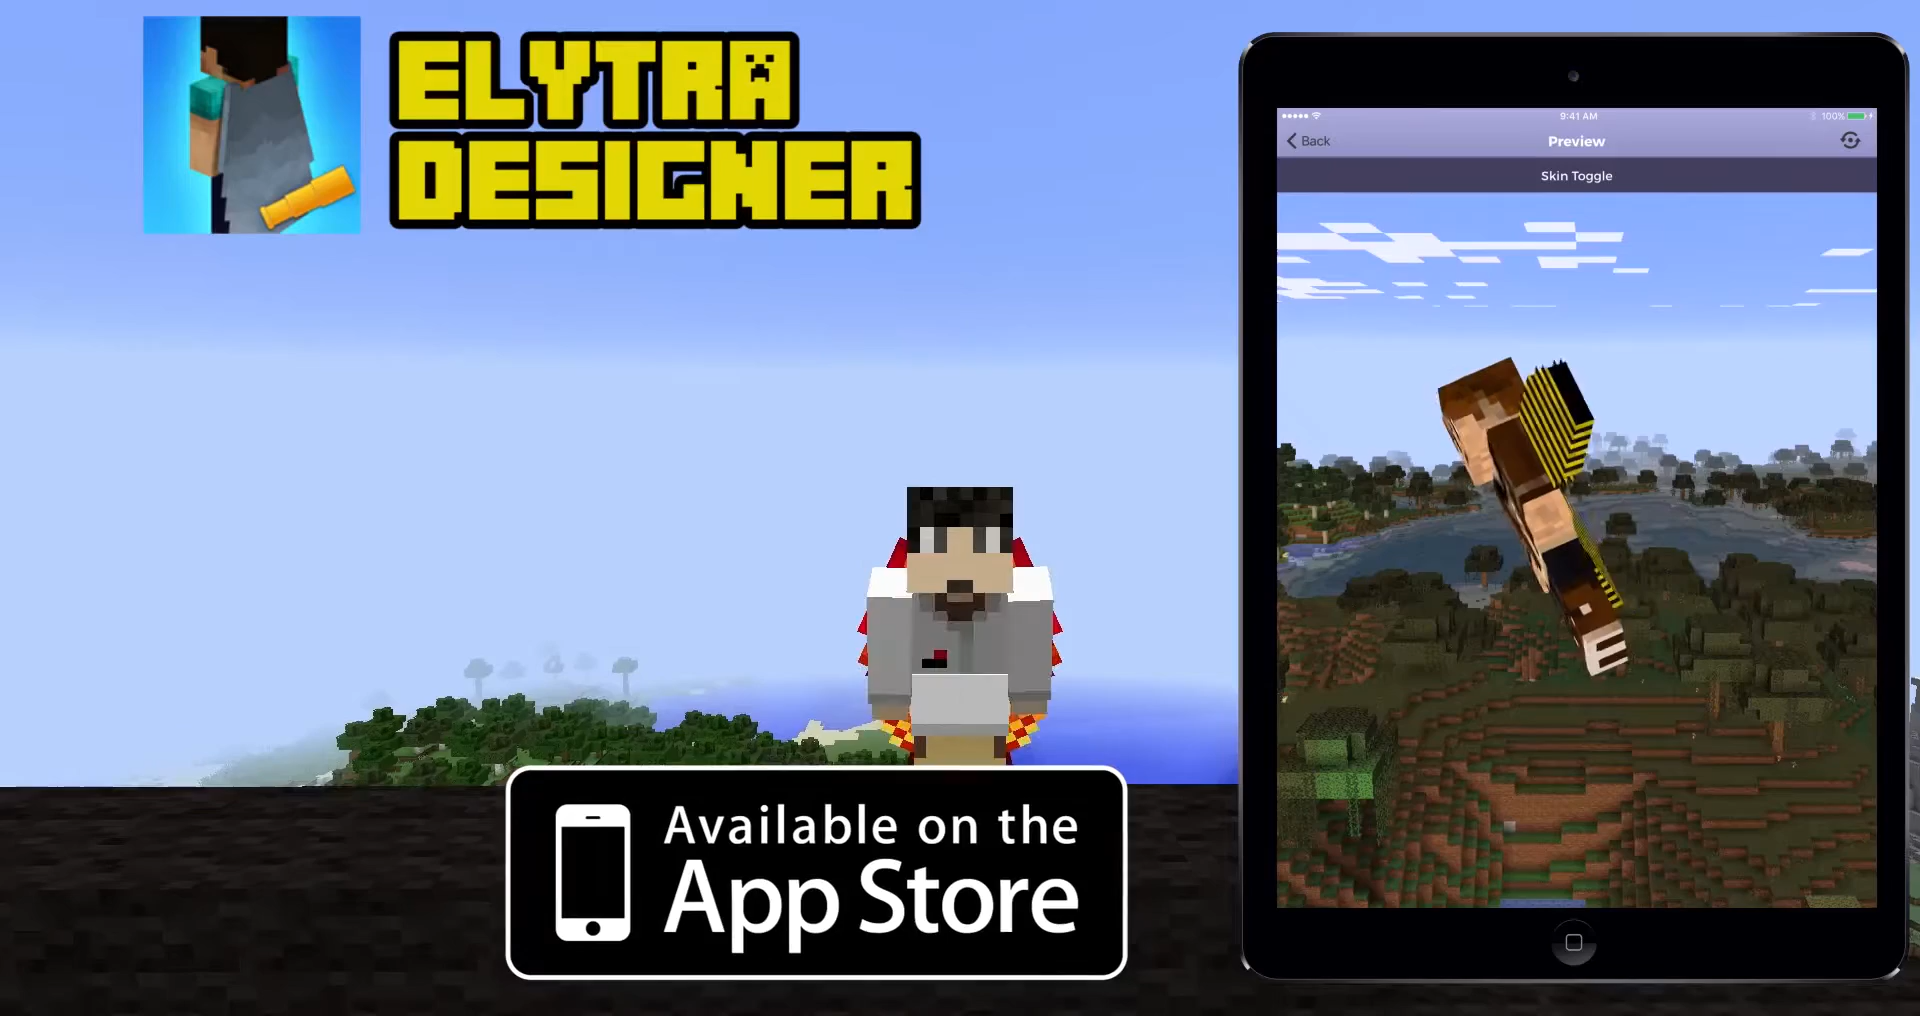 ELYTRA
DESIGNER
9:41 AM
100%
Back
Preview
Skin Toggle
Available on the
App Store